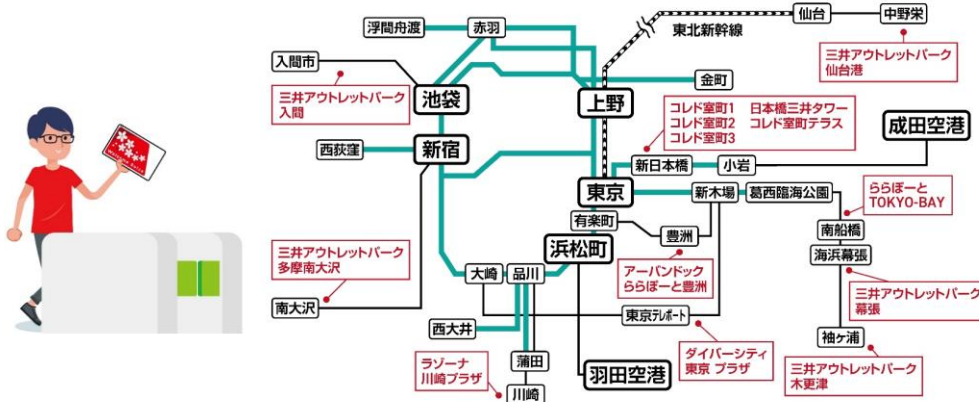 浮間舟渡
赤羽
仙台
中野栄
東北新幹線
入間市
三井アウトレットパーク
仙台港
金町
三井アウトレットパーク
入間
池袋
上野
コレド室町1 日本橋三井タワー
コレド室町2 コレド室町テラス
コレド室町3
成田空港
西荻窪
新宿
新日本橋
小岩
東京
新木場
葛西臨海公園
ららぽーと
TOKYO-BAY
有楽町
豊洲
南船橋
浜松町
海浜幕張
三井アウトレットパーク
多摩南大沢
アーバンドック
ららぽーと豊洲
大崎
品川
三井アウトレットパーク
幕張
南大沢
東京テレポート
西大井
袖ヶ浦
ラゾーナ
川崎プラザ
蒲田
ダイバーシティ
東京 プラザ
三井アウトレットパーク
木更津
羽田空港
川崎